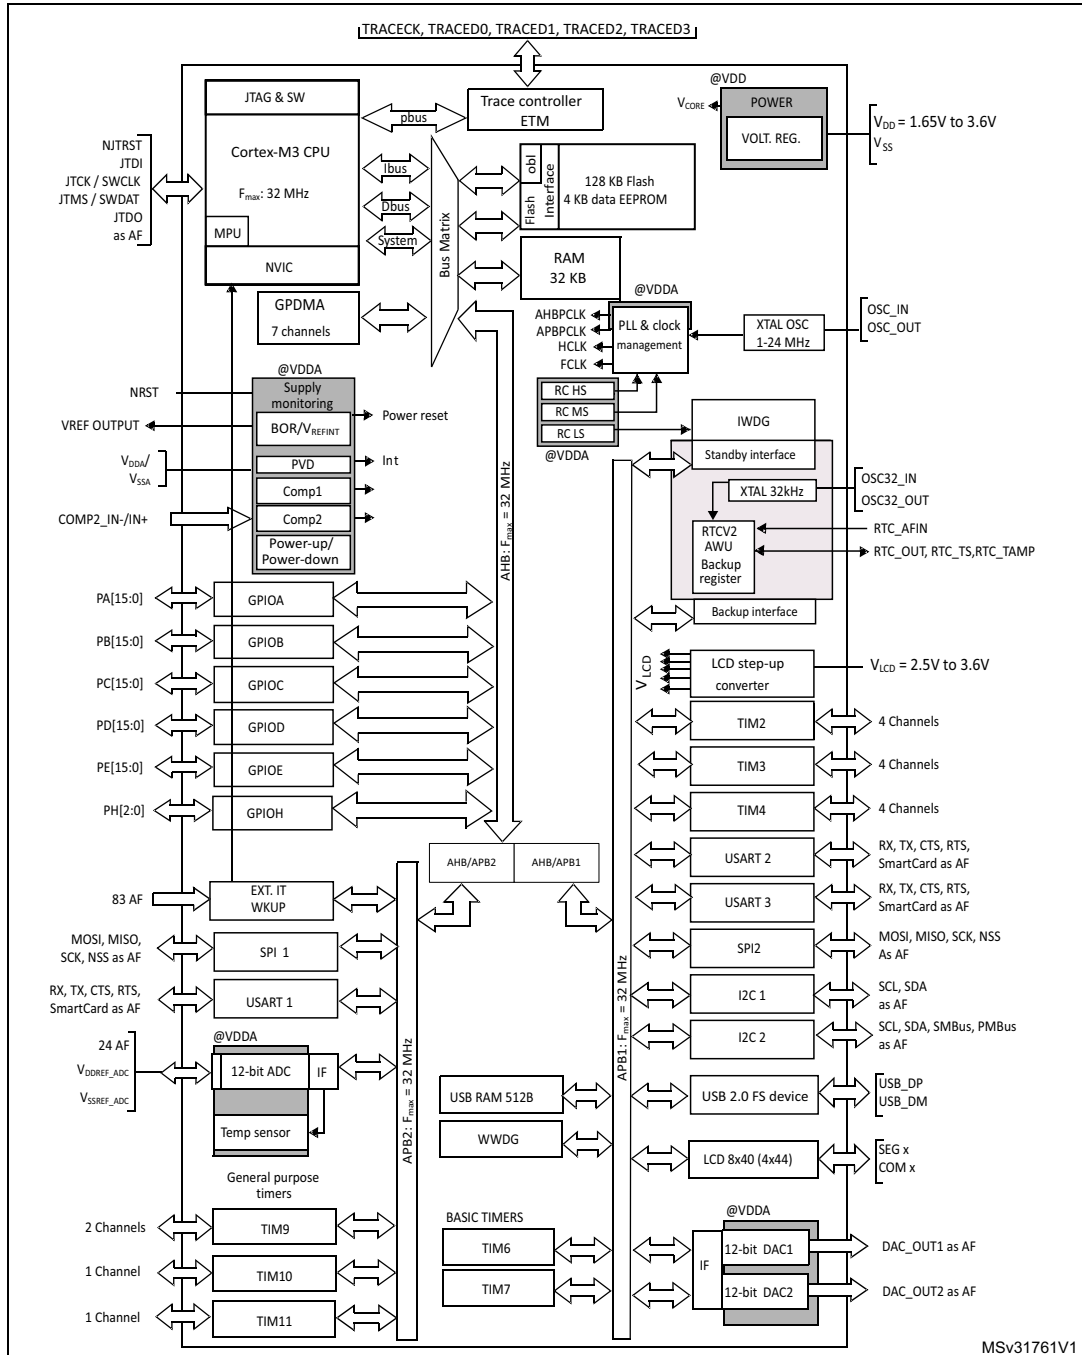 TRACECK, TRACED0, TRACED1, TRACED2, TRACED3
JTAG & SW
Cortex-M3 CPU
Fmax: 32 MHz
MPU
NVIC
pbus
Ibus
Dbus
System
Trace controller
ETM
Bus Matrix
NJTRST
JTDI
JTCK / SWCLK
JTMS / SWDAT
JTDO
as AF
obl
Flash
Interface
128 KB Flash
4 KB data EEPROM
RAM
32 KB
@VDD
VCORE
POWER
VOLT. REG.
VDD = 1.65V to 3.6V
VSS
GPDMA
7 channels
@VDDA
AHBPCLK
APBPCLK
HCLK
FCLK
PLL & clock
management
XTAL OSC
1-24 MHz
OSC_IN
OSC_OUT
RC HS
RC MS
RC LS
@VDDA
IWDG
Standby interface
XTAL 32kHz
OSC32_IN
OSC32_OUT
RTCV2
AWU
Backup
register
RTC_AFIN
RTC_OUT, RTC_TS,RTC_TAMP
Backup interface
@VDDA
Supply
monitoring
NRST
BOR/VREFINT
Power reset
VREF OUTPUT
VDDA/
VSSA
PVD
Int
Comp1
COMP2_IN-/IN+
Comp2
Power-up/
Power-down
AHB: Fmax = 32 MHz
PA[15:0]
GPIOA
PB[15:0]
GPIOB
PC[15:0]
GPIOC
PD[15:0]
GPIOD
PE[15:0]
GPIOE
PH[2:0]
GPIOH
VLCD
LCD step-up
converter
VLCD = 2.5V to 3.6V
TIM2
4 Channels
TIM3
4 Channels
TIM4
4 Channels
AHB/APB2
AHB/APB1
USART 2
RX, TX, CTS, RTS,
SmartCard as AF
USART 3
RX, TX, CTS, RTS,
SmartCard as AF
SPI2
MOSI, MISO, SCK, NSS
As AF
I2C 1
SCL, SDA
as AF
I2C 2
SCL, SDA, SMBus, PMBus
as AF
83 AF
EXT. IT
WKUP
MOSI, MISO,
SCK, NSS as AF
SPI 1
RX, TX, CTS, RTS,
SmartCard as AF
USART 1
@VDDA
24 AF
VDDREF_ADC
VSSREF_ADC
12-bit ADC
IF
Temp sensor
APB2: Fmax = 32 MHz
APB1: Fmax = 32 MHz
USB RAM 512B
WWDG
USB 2.0 FS device
USB_DP
USB_DM
LCD 8x40 (4x44)
SEG x
COM x
General purpose
timers
2 Channels
TIM9
1 Channel
TIM10
1 Channel
TIM11
BASIC TIMERS
TIM6
TIM7
@VDDA
IF
12-bit DAC1
DAC_OUT1 as AF
12-bit DAC2
DAC_OUT2 as AF
MSv31761V1